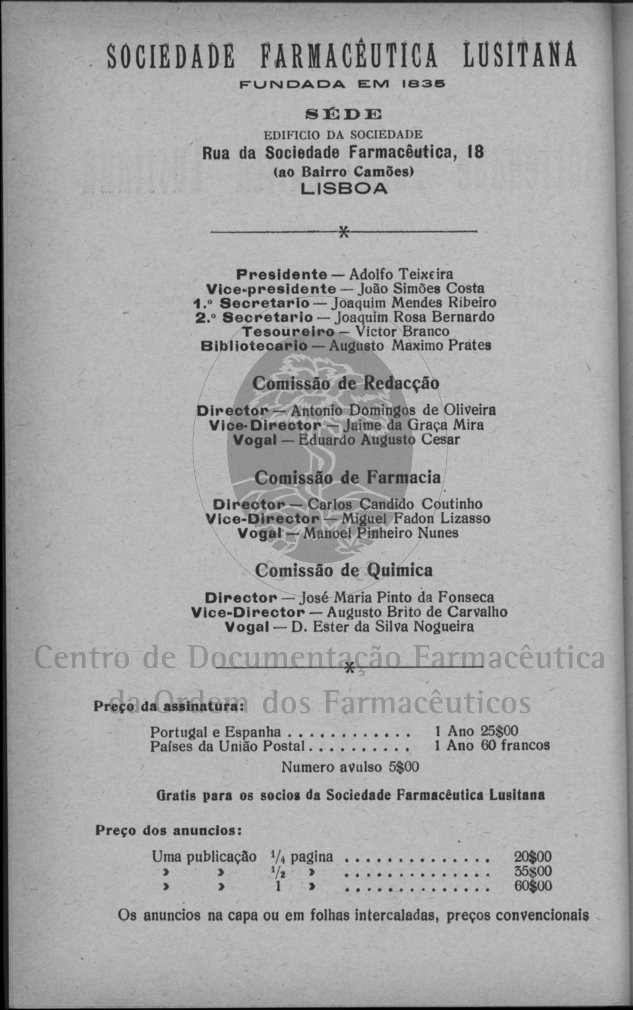 SOCIEDADE FARMACÊUTICA LUSITANA
FUNDADA EM 1835
SÉDE
EDIFICIO DA SOCIEDADE
Rua da Sociedade Farmacêutica, 18
(ao Bairro Camões)
LISBOA
Presidente — Adolfo Teixeira
Vice-presidente — João Simões Costa
1.º Secretario — Joaquim Mendes Ribeiro
2.º Secretario — Joaquim Rosa Bernardo
Tesoureiro — Victor Branco
Bibliotecario — Augusto Maximo Prates
Comissão de Redacção
Director — Antonio Domingos de Oliveira
Vice-Director — Jaime da Graça Mira
Vogal — Eduardo Augusto Cesar
Comissão de Farmacia
Director — Carlos Candido Coutinho
Vice-Director — Miguel Fadon Lizasso
Vogal — Manoel Pinheiro Nunes
Comissão de Quimica
Director — José Maria Pinto da Fonseca
Vice-Director — Augusto Brito de Carvalho
Vogal — D. Ester da Silva Nogueira
Centro de Documentação Farmacêutica
da Ordem dos Farmacêuticos
Preço da assinatura:
Portugal e Espanha . . . . . . . . . . . . 1 Ano 25$00
Países da União Postal . . . . . . . . . . 1 Ano 60 francos
Numero avulso 5$00
Gratis para os socios da Sociedade Farmacêutica Lusitana
Preço dos anuncios:
Uma publicação 1/4 pagina . . . . . . . . . . . . . . 20$00
» » 1/2 » . . . . . . . . . . . . . . 35$00
» » 1 » . . . . . . . . . . . . . . 60$00
Os anuncios na capa ou em folhas intercaladas, preços convencionais